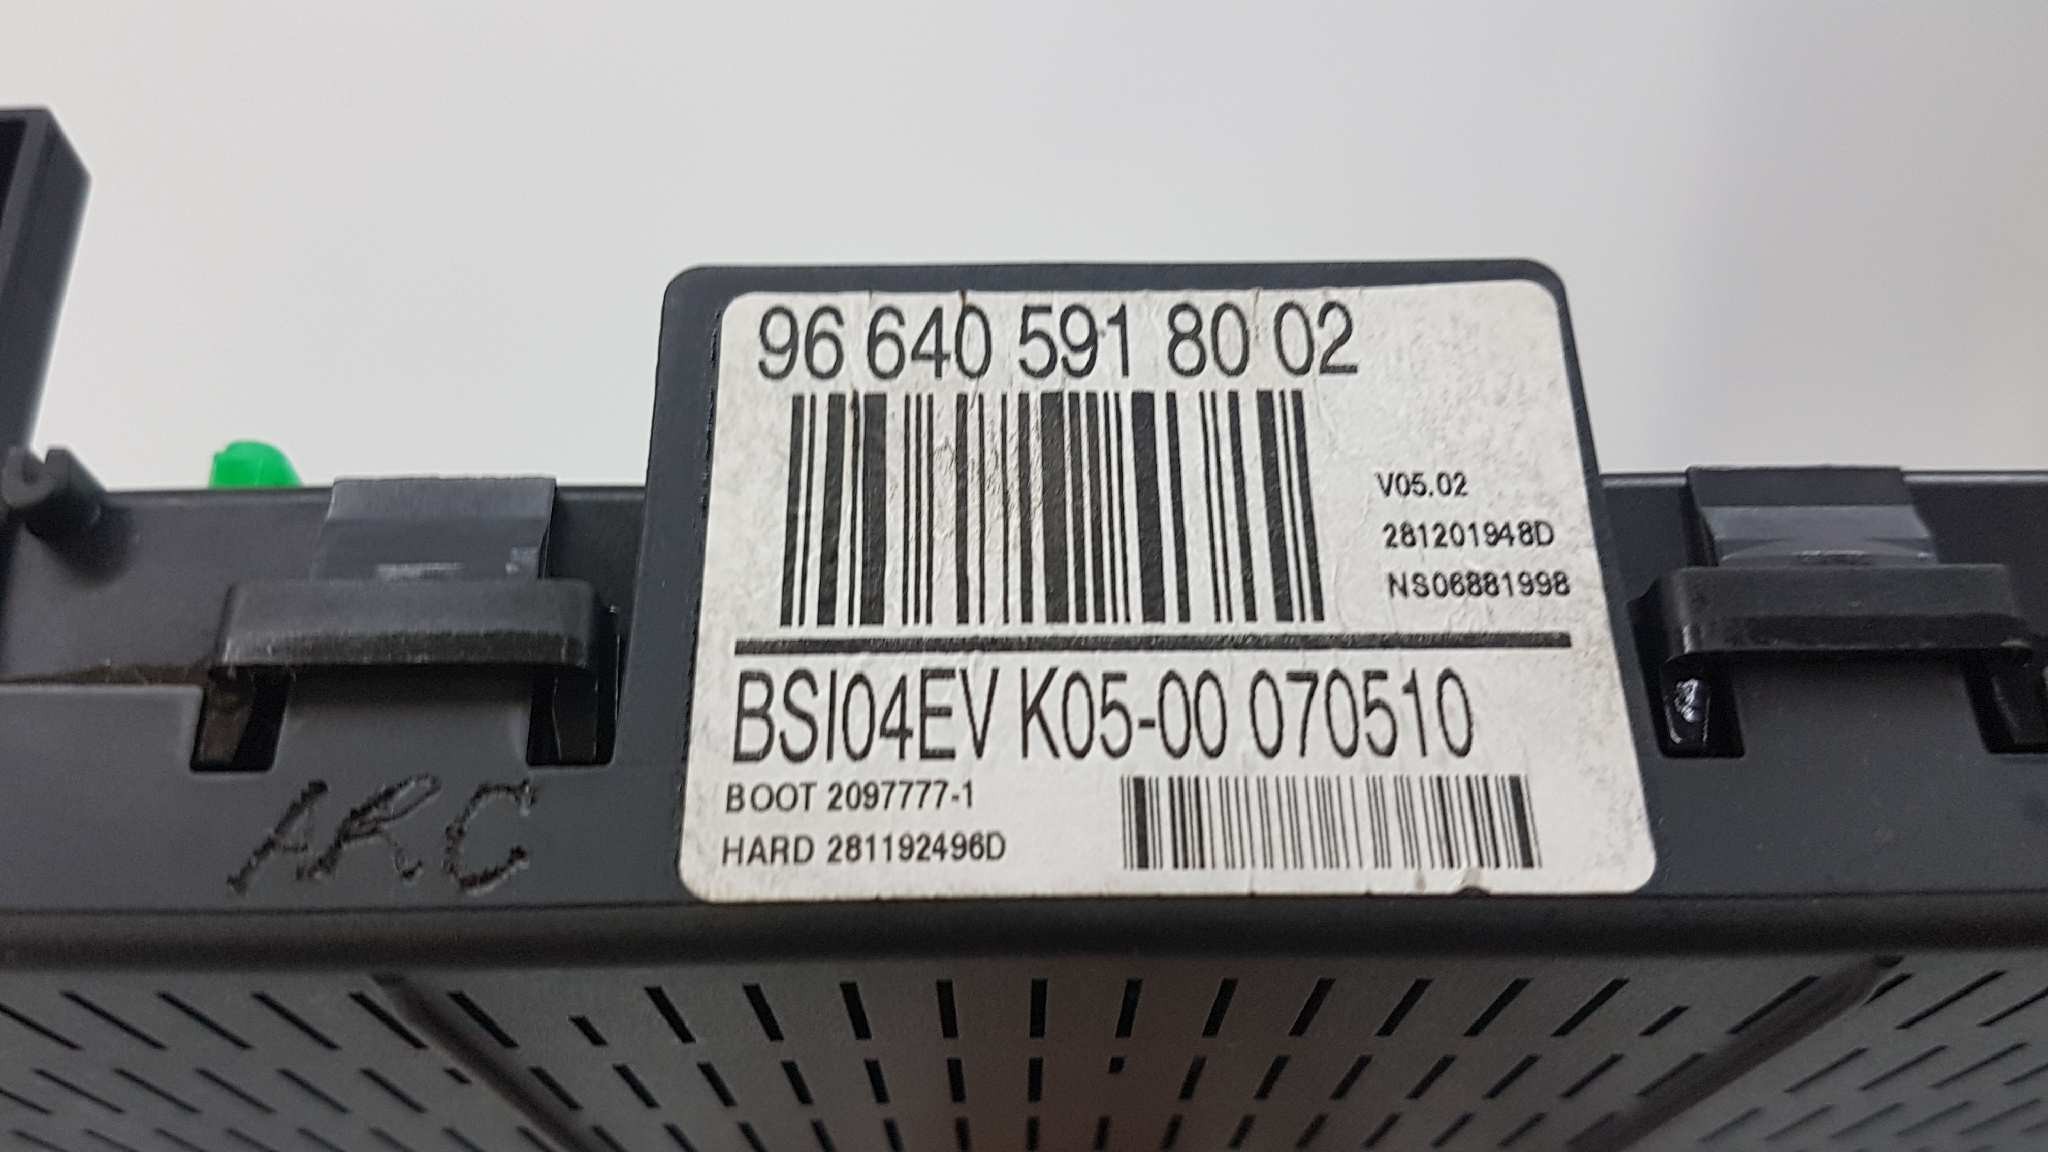 96 640 591 80 02
V05.02
281201948D
NS06881998
BSI04EV K05-00 070510
BOOT 2097777-1
HARD 281192496D
ARC